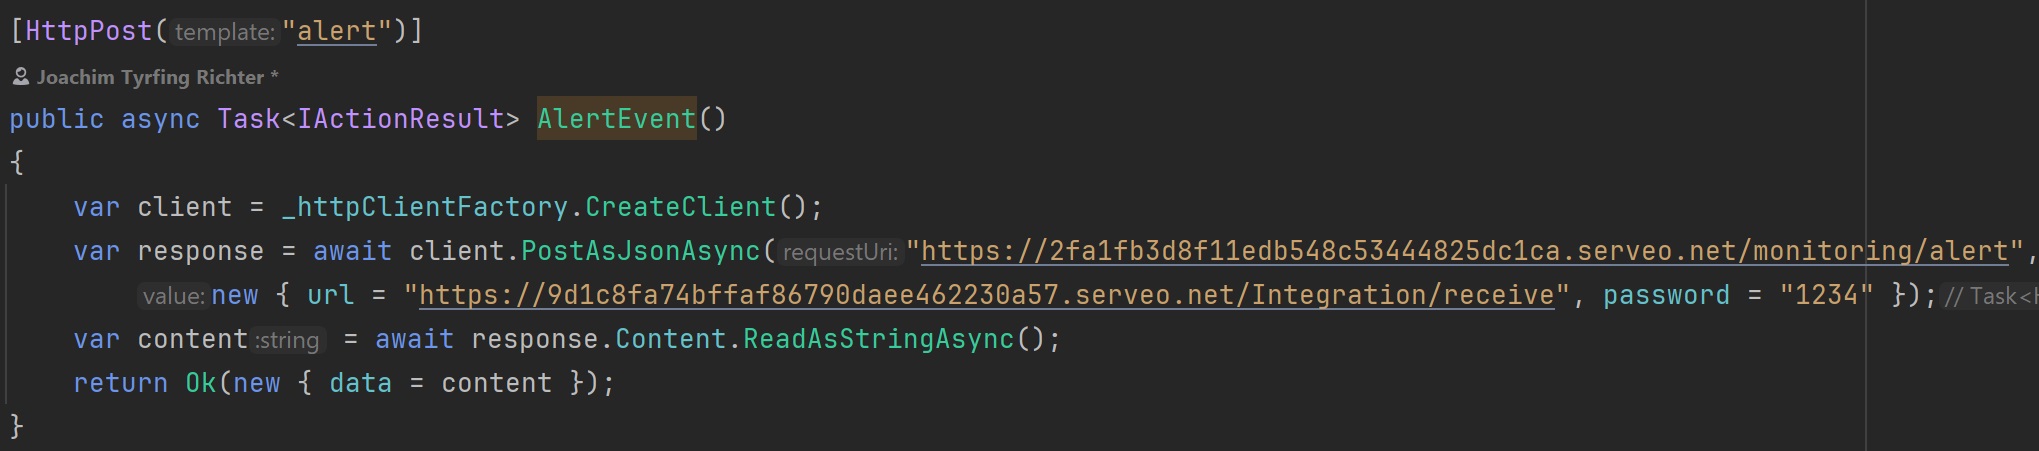 [HttpPost(template:"alert")]
Joachim Tyrfing Richter *
public async Task<IActionResult> AlertEvent()
{
var client = _httpClientFactory.CreateClient();
var response = await client.PostAsJsonAsync(requestUri:"https://2fa1fb3d8f11edb548c53444825dc1ca.serveo.net/monitoring/alert",
value:new { url = "https://9d1c8fa74bffaf86790daee462230a57.serveo.net/Integration/receive", password = "1234" }); // Task<
var content:string = await response.Content.ReadAsStringAsync();
return Ok(new { data = content });
}